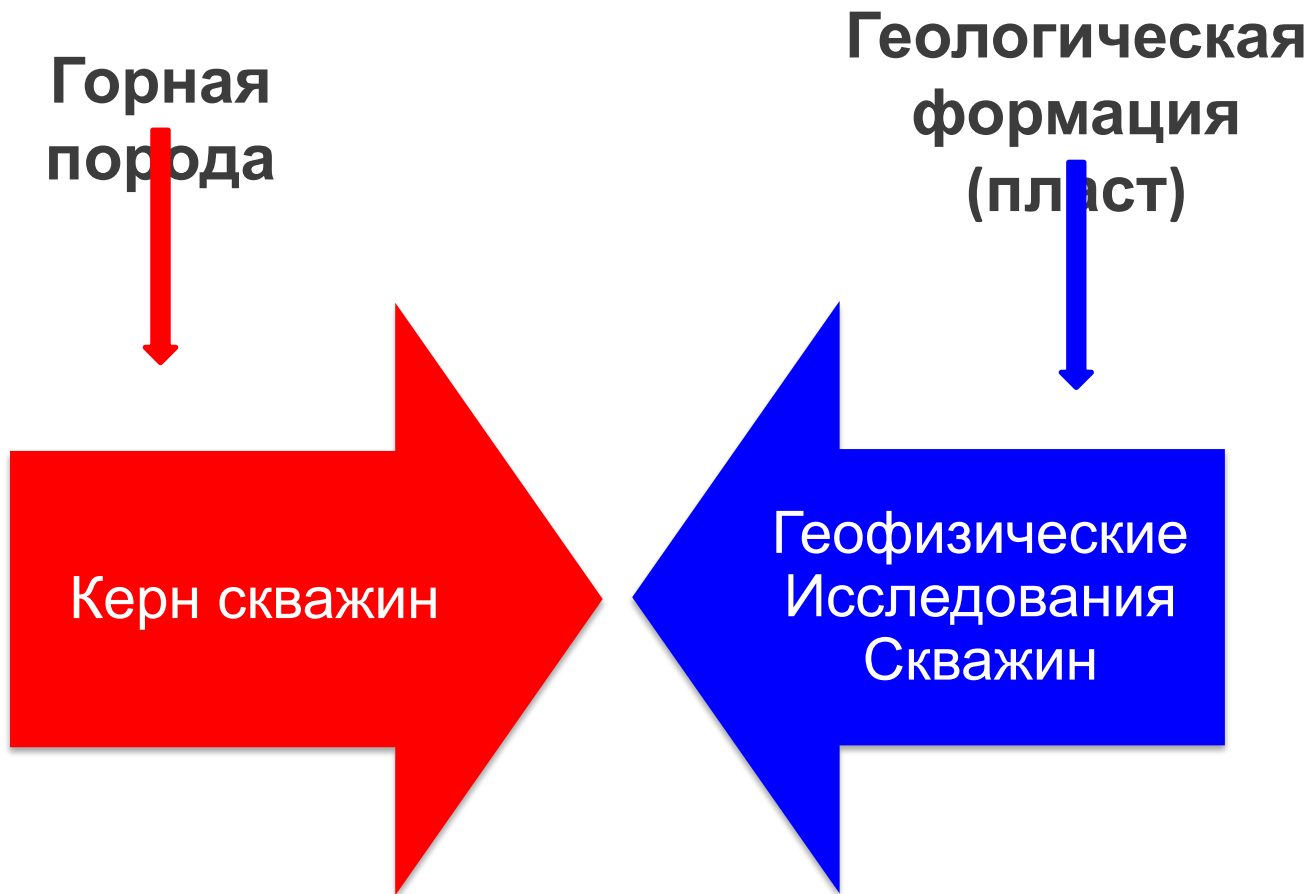 Горная
порода
Геологическая
формация
(пласт)
Керн скважин
Геофизические
Исследования
Скважин